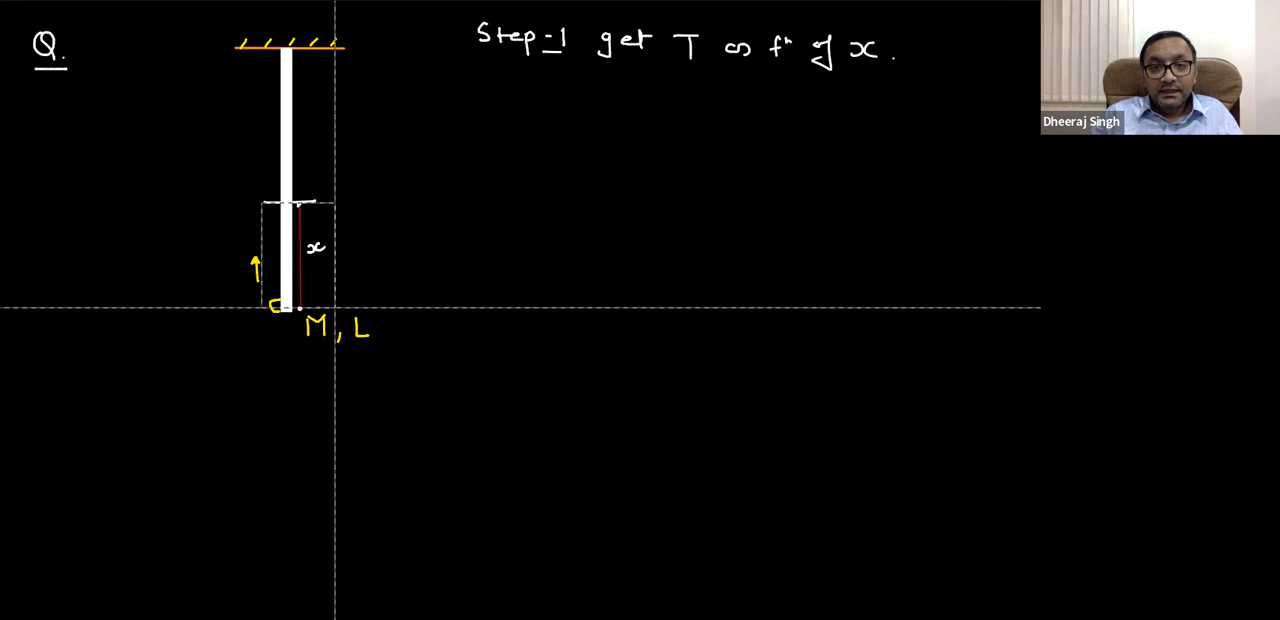 Q.
Step-1 get T as fⁿ of x.
Dheeraj Singh
x
M, L